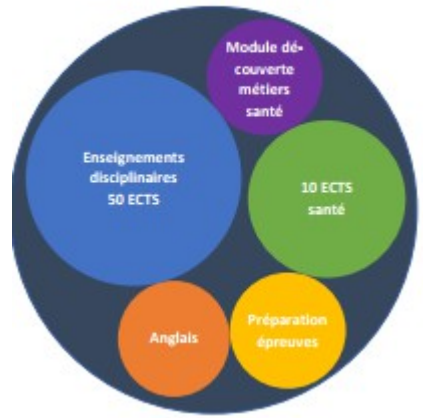 Module dé-
couverte
métiers
santé
Enseignements
disciplinaires
50 ECTS
10 ECTS
santé
Anglais
Préparation
épreuves